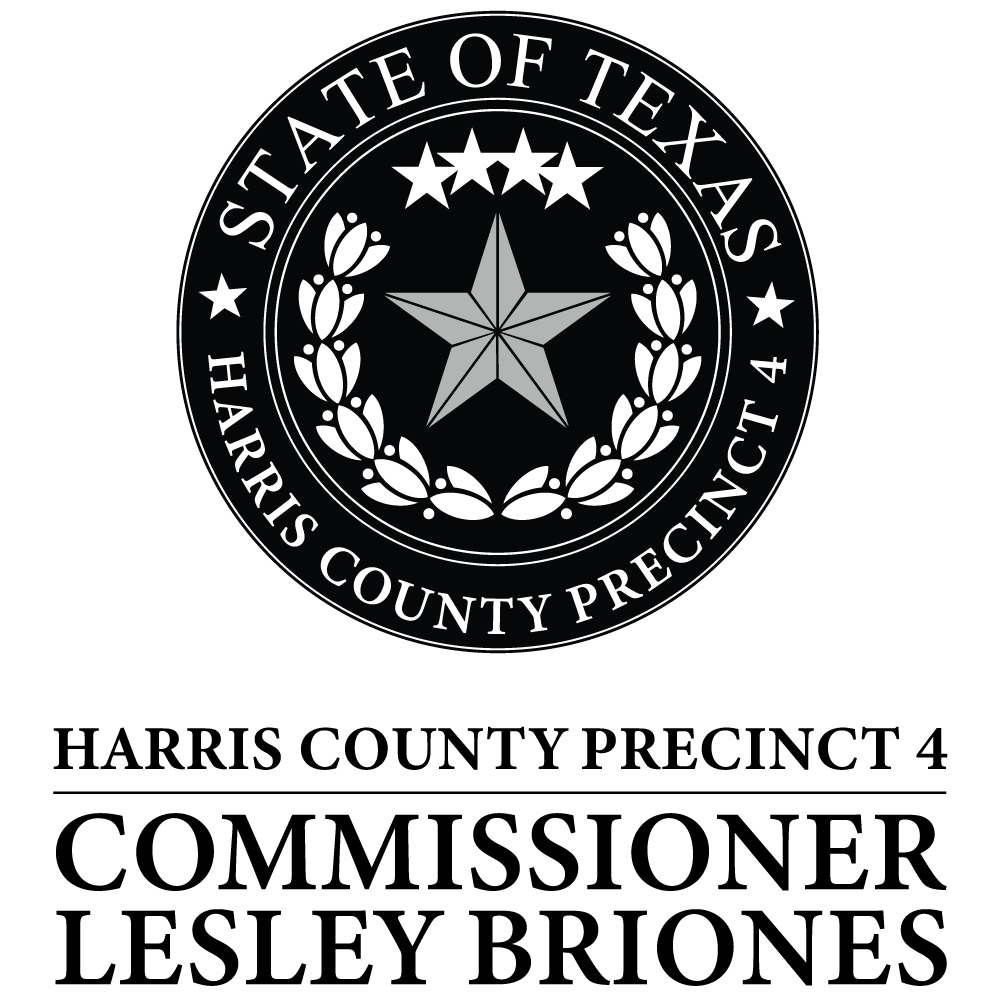 STATE OF TEXAS
HARRIS COUNTY PRECINCT 4
HARRIS COUNTY PRECINCT 4
COMMISSIONER
LESLEY BRIONES